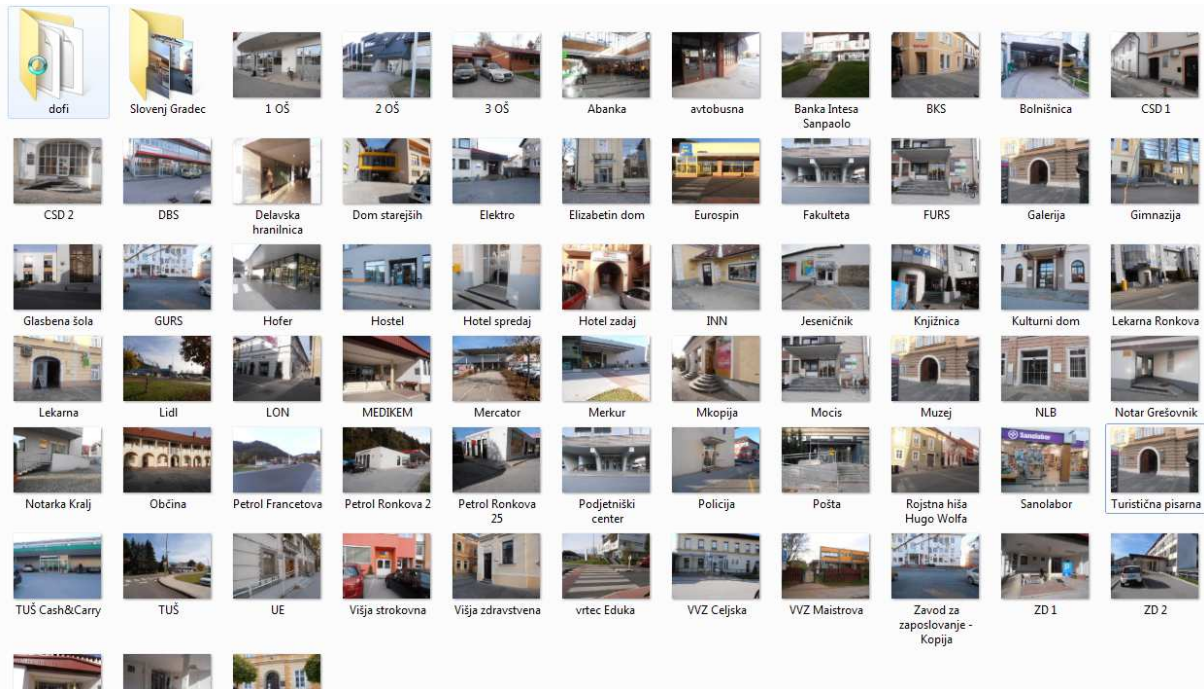 dofi
Slovenj Gradec
1 OŠ
2 OŠ
3 OŠ
Abanka
avtobusna
Banka Intesa
Sanpaolo
BKS
Bolnišnica
CSD 1
CSD 2
DBS
Delavska
hranilnica
Dom starejših
Elektro
Elizabetin dom
Eurospin
Fakulteta
FURS
Galerija
Gimnazija
Glasbena šola
GURS
Hofer
Hostel
Hotel spredaj
Hotel zadaj
INN
Jeseničnik
Knjižnica
Kulturni dom
Lekarna Ronkova
Lekarna
Lidl
LON
MEDIKEM
Mercator
Merkur
Mkopija
Mocis
Muzej
NLB
Notar Grešovnik
Notarka Kralj
Občina
Petrol Francetova
Petrol Ronkova 2
Petrol Ronkova
25
Podjetniški
center
Policija
Pošta
Rojstna hiša
Hugo Wolfa
Sanolabor
Sanolabor
Turistična pisarna
TUŠ Cash&Carry
TUŠ
UE
Višja strokovna
Višja zdravstvena
vrtec Eduka
VVZ Celjska
VVZ Maistrova
Zavod za
zaposlovanje -
Kopija
ZD 1
ZD 2